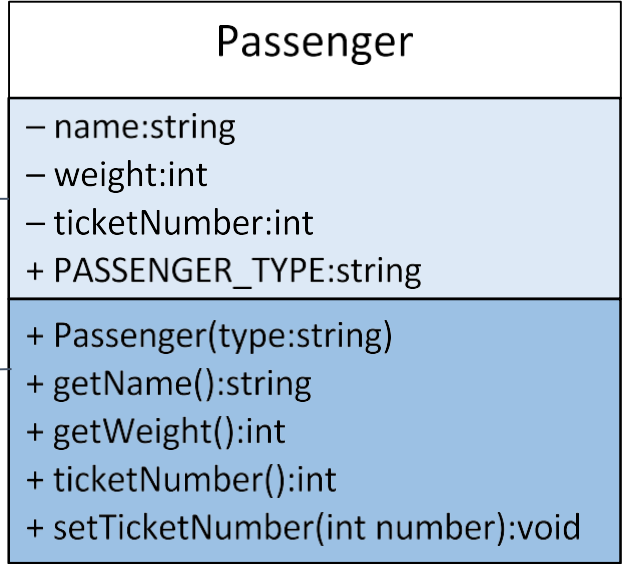 Passenger
– name:string
– weight:int
– ticketNumber:int
+ PASSENGER_TYPE:string
+ Passenger(type:string)
+ getName():string
+ getWeight():int
+ ticketNumber():int
+ setTicketNumber(int number):void